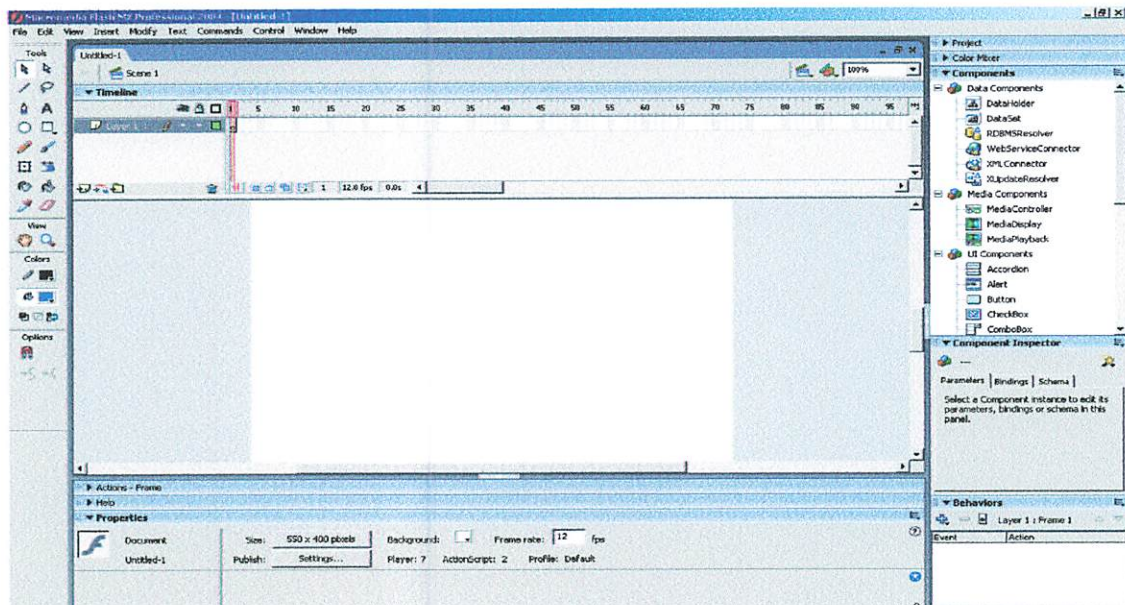 Macromedia Flash MX Professional 2004 - [Untitled-1]
File Edit View Insert Modify Text Commands Control Window Help
Tools
View
Colors
Options
Untitled-1
Scene 1
100%
Timeline
1 5 10 15 20 25 30 35 40 45 50 55 60 65 70 75 80 85 90 95
Layer 1
1 12.0 fps 0.0s
Actions - Frame
Help
Properties
Document
Size: 550 x 400 pixels Background: Frame rate: 12 fps
Untitled-1
Publish: Settings... Player: 7 ActionScript: 2 Profile: Default
Project
Color Mixer
Components
Data Components
DataHolder
DataSet
RDBMSResolver
WebServiceConnector
XMLConnector
XUpdateResolver
Media Components
MediaController
MediaDisplay
MediaPlayback
UI Components
Accordion
Alert
Button
CheckBox
ComboBox
Component Inspector
Parameters Bindings Schema
Select a Component instance to edit its
parameters, bindings or schema in this
panel.
Behaviors
Layer 1 : Frame 1
Event Action